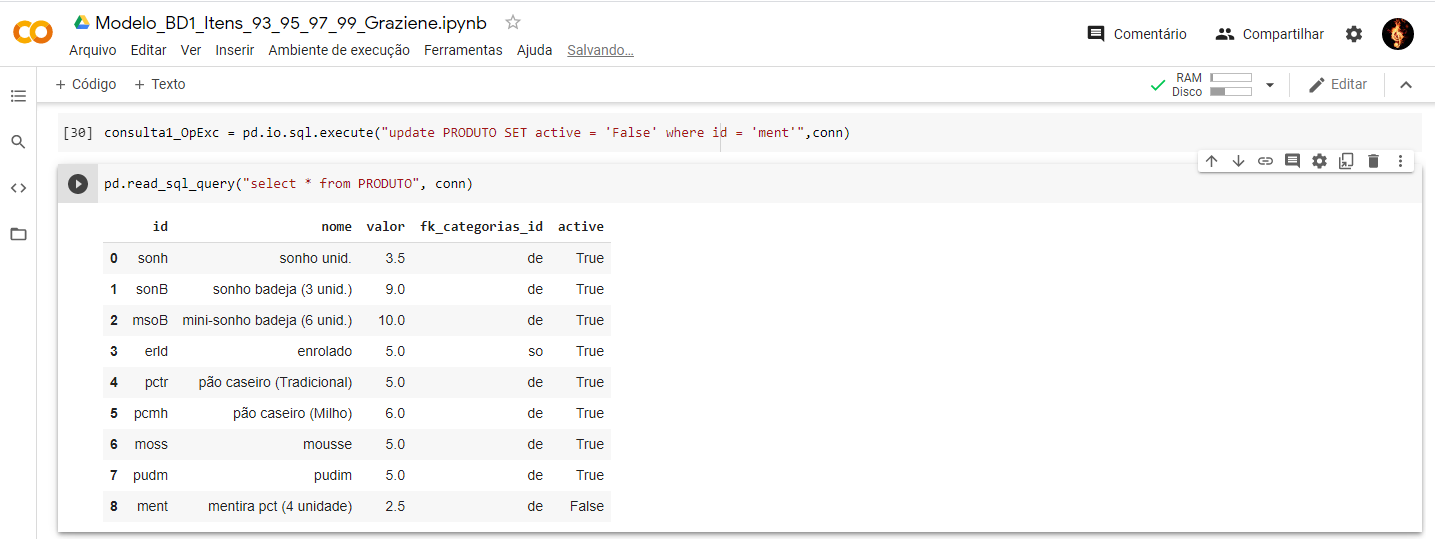 Modelo_BD1_Itens_93_95_97_99_Graziene.ipynb
Arquivo Editar Ver Inserir Ambiente de execução Ferramentas Ajuda Salvando…
Comentário Compartilhar
+ Código + Texto
RAM
Disco
Editar
[30] consulta1_OpExc = pd.io.sql.execute("update PRODUTO SET active = 'False' where id = 'ment'",conn)
pd.read_sql_query("select * from PRODUTO", conn)
id nome valor fk_categorias_id active
0 sonh sonho unid. 3.5 de True
1 sonB sonho badeja (3 unid.) 9.0 de True
2 msoB mini-sonho badeja (6 unid.) 10.0 de True
3 erld enrolado 5.0 so True
4 pctr pão caseiro (Tradicional) 5.0 de True
5 pcmh pão caseiro (Milho) 6.0 de True
6 moss mousse 5.0 de True
7 pudm pudim 5.0 de True
8 ment mentira pct (4 unidade) 2.5 de False